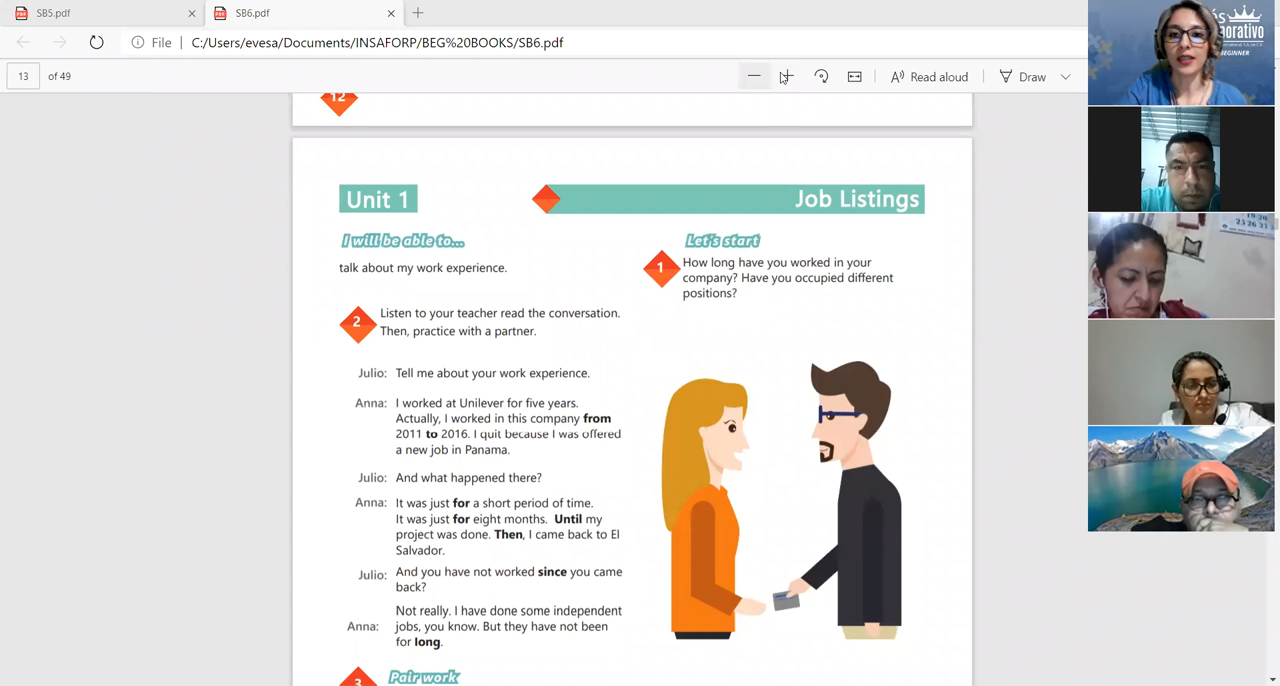 SB5.pdf
SB6.pdf
File
C:/Users/evesa/Documents/INSAFORP/BEG%20BOOKS/SB6.pdf
13 of 49
Read aloud
Draw
12
Unit 1
Job Listings
I will be able to...
talk about my work experience.
Let's start
1
How long have you worked in your
company? Have you occupied different
positions?
2
Listen to your teacher read the conversation.
Then, practice with a partner.
Julio: Tell me about your work experience.
Anna: I worked at Unilever for five years.
Actually, I worked in this company from
2011 to 2016. I quit because I was offered
a new job in Panama.
Julio: And what happened there?
Anna: It was just for a short period of time.
It was just for eight months. Until my
project was done. Then, I came back to El
Salvador.
Julio: And you have not worked since you came
back?
Anna: Not really. I have done some independent
jobs, you know. But they have not been
for long.
3
Pair work
BEGINNER